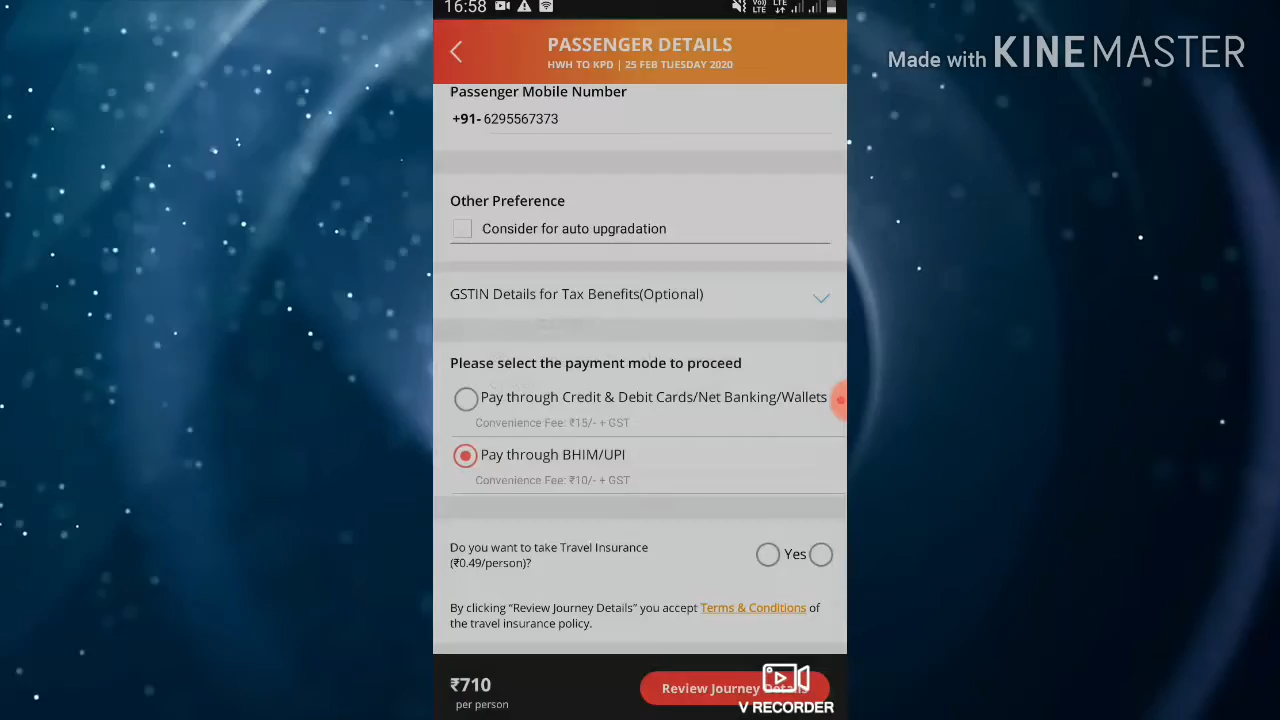 16:58
VoJ LTE
LTE
PASSENGER DETAILS
HWH TO KPD | 25 FEB TUESDAY 2020
Made with KINEMASTER
Passenger Mobile Number
+91- 6295567373
Other Preference
Consider for auto upgradation
GSTIN Details for Tax Benefits(Optional)
Please select the payment mode to proceed
Pay through Credit & Debit Cards/Net Banking/Wallets
Convenience Fee: ₹15/- + GST
Pay through BHIM/UPI
Convenience Fee: ₹10/- + GST
Do you want to take Travel Insurance
(₹0.49/person)?
Yes
By clicking “Review Journey Details” you accept Terms & Conditions of
the travel insurance policy.
₹710
per person
Review Journey Details
V RECORDER